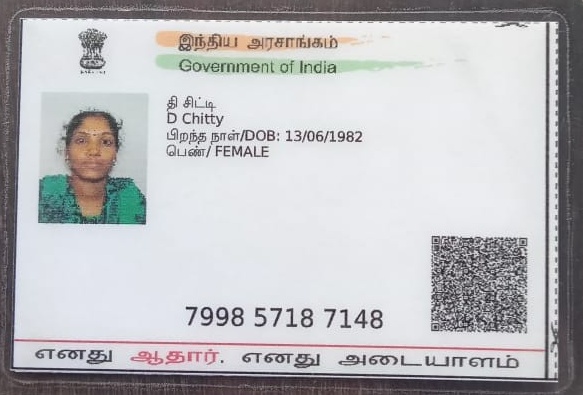 இந்திய அரசாங்கம்
Government of India
தி சிட்டி
D Chitty
பிறந்த நாள்/DOB: 13/06/1982
பெண்/ FEMALE
7998 5718 7148
எனது ஆதார். எனது அடையாளம்